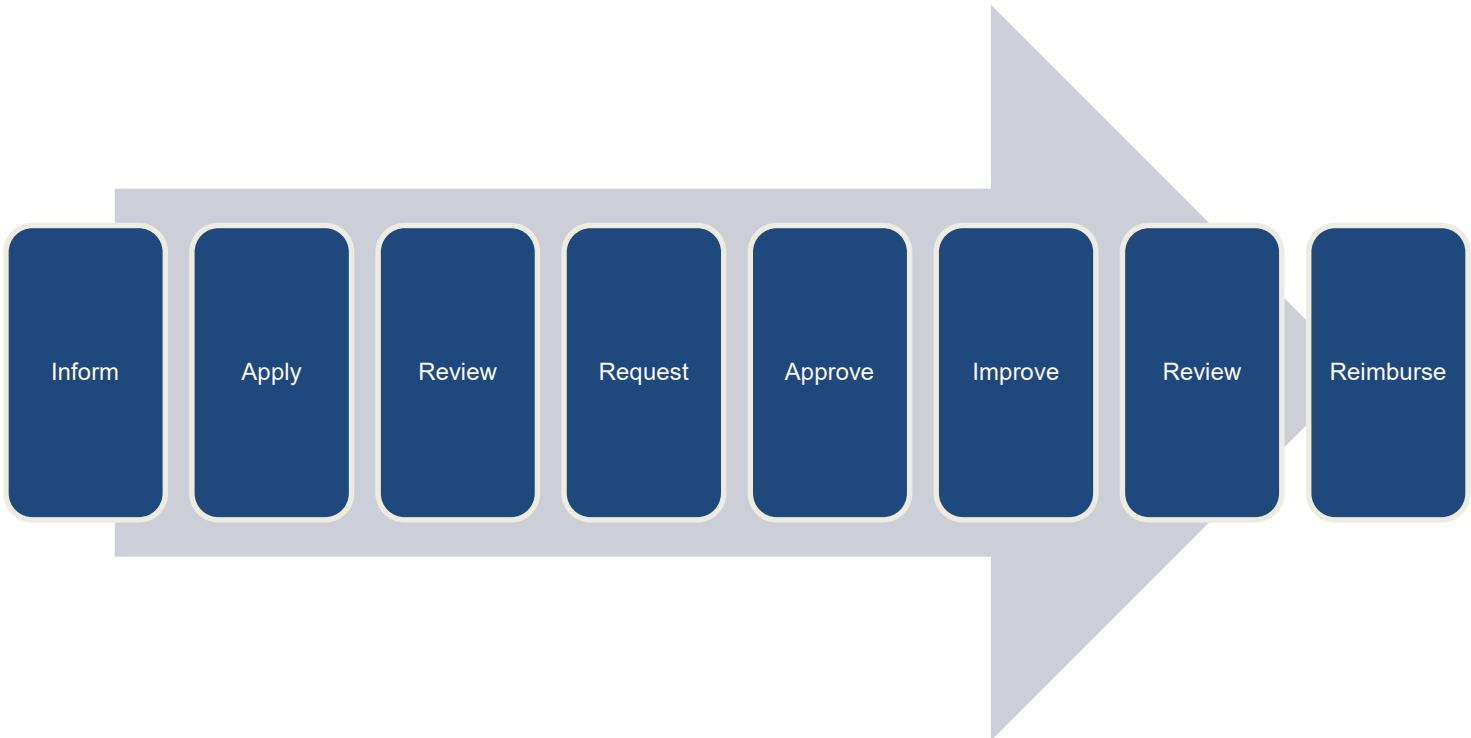 Inform
Apply
Review
Request
Approve
Improve
Review
Reimburse